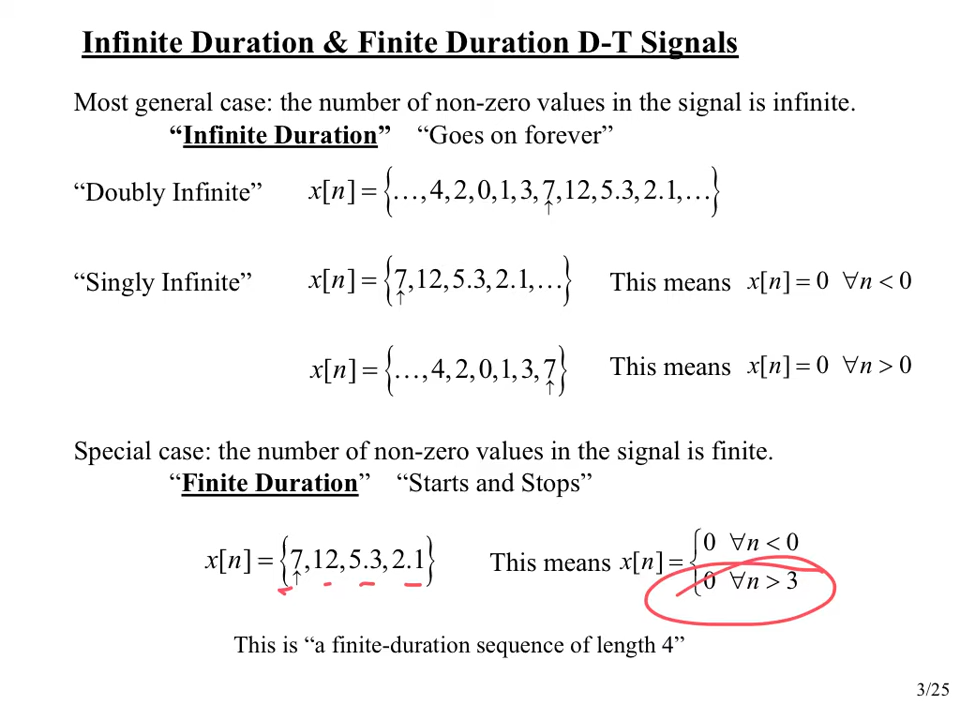 Infinite Duration & Finite Duration D-T Signals
Most general case: the number of non-zero values in the signal is infinite.
“Infinite Duration” “Goes on forever”
“Doubly Infinite” x[n] = {…, 4, 2, 0, 1, 3, 7, 12, 5.3, 2.1, …}
↑
“Singly Infinite” x[n] = {7, 12, 5.3, 2.1, …} This means x[n] = 0 ∀n < 0
↑
x[n] = {…, 4, 2, 0, 1, 3, 7} This means x[n] = 0 ∀n > 0
↑
Special case: the number of non-zero values in the signal is finite.
“Finite Duration” “Starts and Stops”
x[n] = {7, 12, 5.3, 2.1} This means x[n] = { 0 ∀n < 0
↑ 0 ∀n > 3
This is “a finite-duration sequence of length 4”
3/25